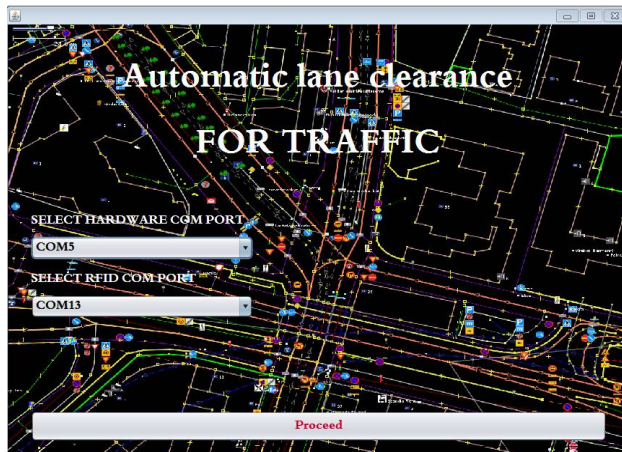 Automatic lane clearance
FOR TRAFFIC
SELECT HARDWARE COM PORT
COM5
SELECT RFID COM PORT
COM13
Proceed